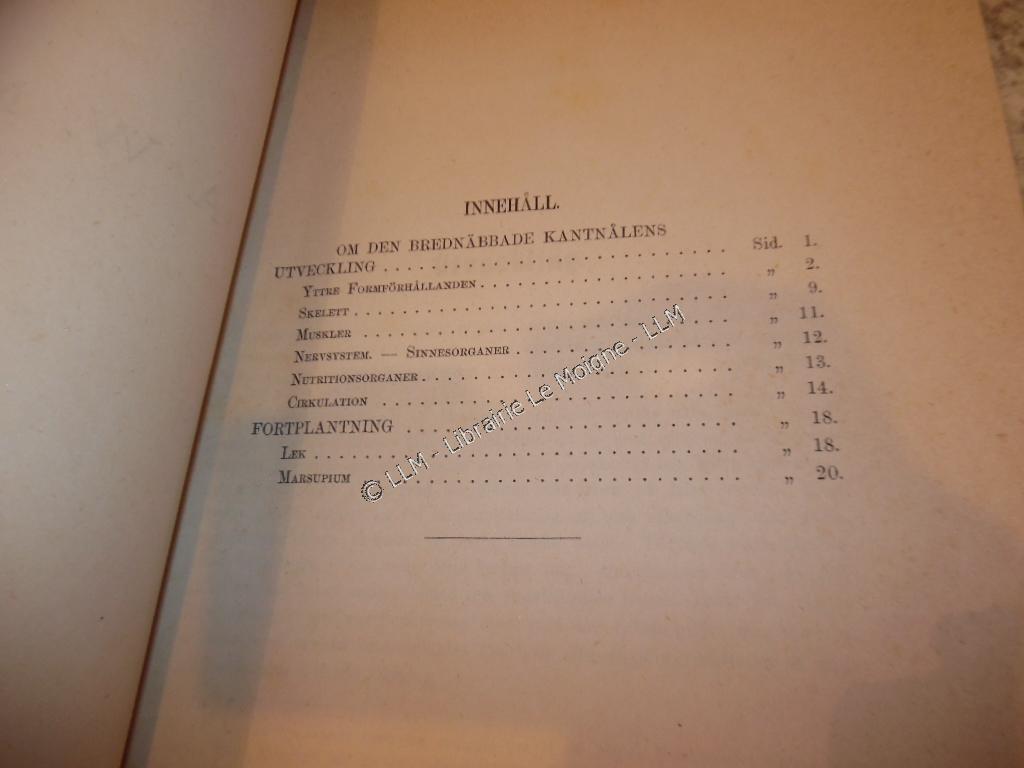 INNEHÅLL.
OM DEN BREDNÄBBADE KANTNÅLENS
UTVECKLING . . . . . . . . . . . . . . . . . . . . . . . . . . . . . Sid. 1.
YTTRE FORMFÖRHÅLLANDEN . . . . . . . . . . . . . . . . . . . . „ 2.
SKELETT . . . . . . . . . . . . . . . . . . . . . . . . . . . . . . „ 9.
MUSKLER . . . . . . . . . . . . . . . . . . . . . . . . . . . . . . „ 11.
NERVSYSTEM. — SINNESORGANER . . . . . . . . . . . . . . . . . „ 12.
NUTRITIONSORGANER . . . . . . . . . . . . . . . . . . . . . . . . „ 13.
CIRKULATION . . . . . . . . . . . . . . . . . . . . . . . . . . . . „ 14.
FORTPLANTNING . . . . . . . . . . . . . . . . . . . . . . . . . . . „ 18.
LEK . . . . . . . . . . . . . . . . . . . . . . . . . . . . . . . . „ 18.
MARSUPIUM . . . . . . . . . . . . . . . . . . . . . . . . . . . . . „ 20.
© LLM - Librairie Le Moigne - LLM